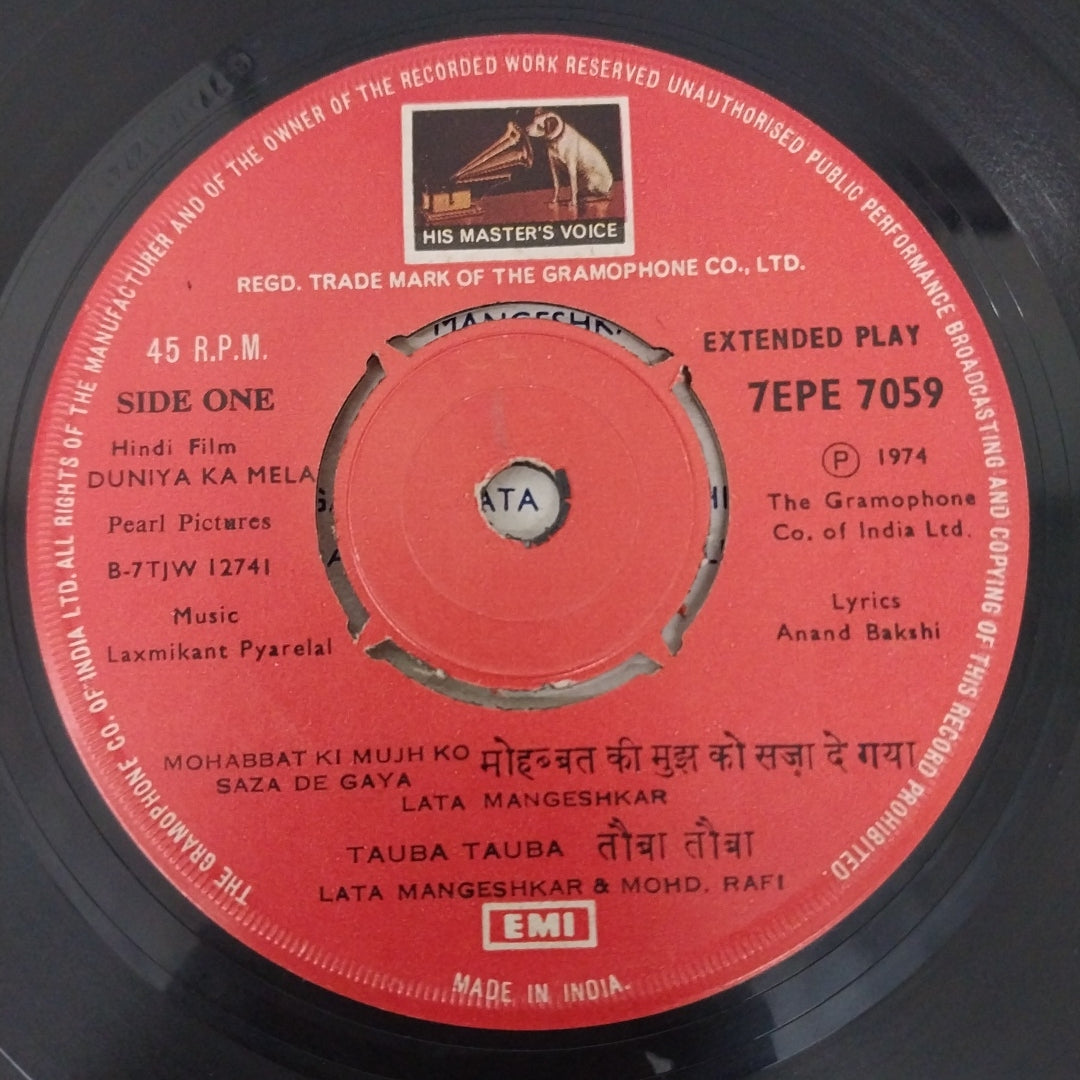 THE GRAMOPHONE CO. OF INDIA LTD. ALL RIGHTS OF THE MANUFACTURER AND OF THE OWNER OF THE RECORDED WORK RESERVED UNAUTHORISED PUBLIC PERFORMANCE BROADCASTING AND COPYING OF THIS RECORD PROHIBITED.
HIS MASTER'S VOICE
REGD. TRADE MARK OF THE GRAMOPHONE CO., LTD.
45 R.P.M.
SIDE ONE
Hindi Film
DUNIYA KA MELA
Pearl Pictures
B-7TJW 12741
Music
Laxmikant Pyarelal
EXTENDED PLAY
7EPE 7059
Ⓟ 1974
The Gramophone
Co. of India Ltd.
Lyrics
Anand Bakshi
ATA
MOHABBAT KI MUJH KO मोहब्बत की मुझ को सज़ा दे गया
SAZA DE GAYA
LATA MANGESHKAR
TAUBA TAUBA तौबा तौबा
LATA MANGESHKAR & MOHD. RAFI
EMI
MADE IN INDIA.